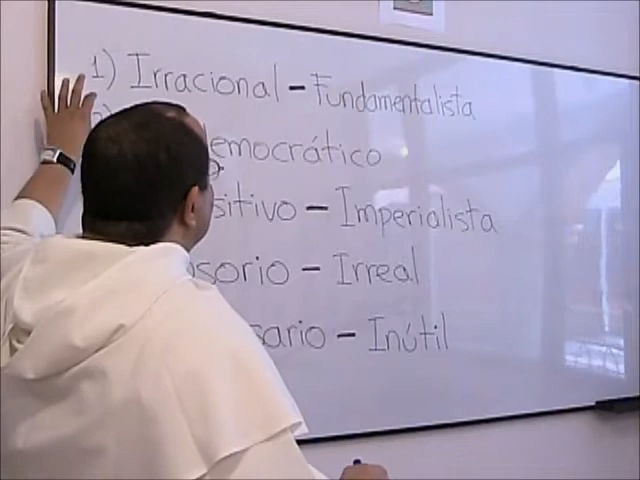 1) Irracional - Fundamentalista
emocrático
sitivo - Imperialista
sorio - Irreal
sario - Inútil